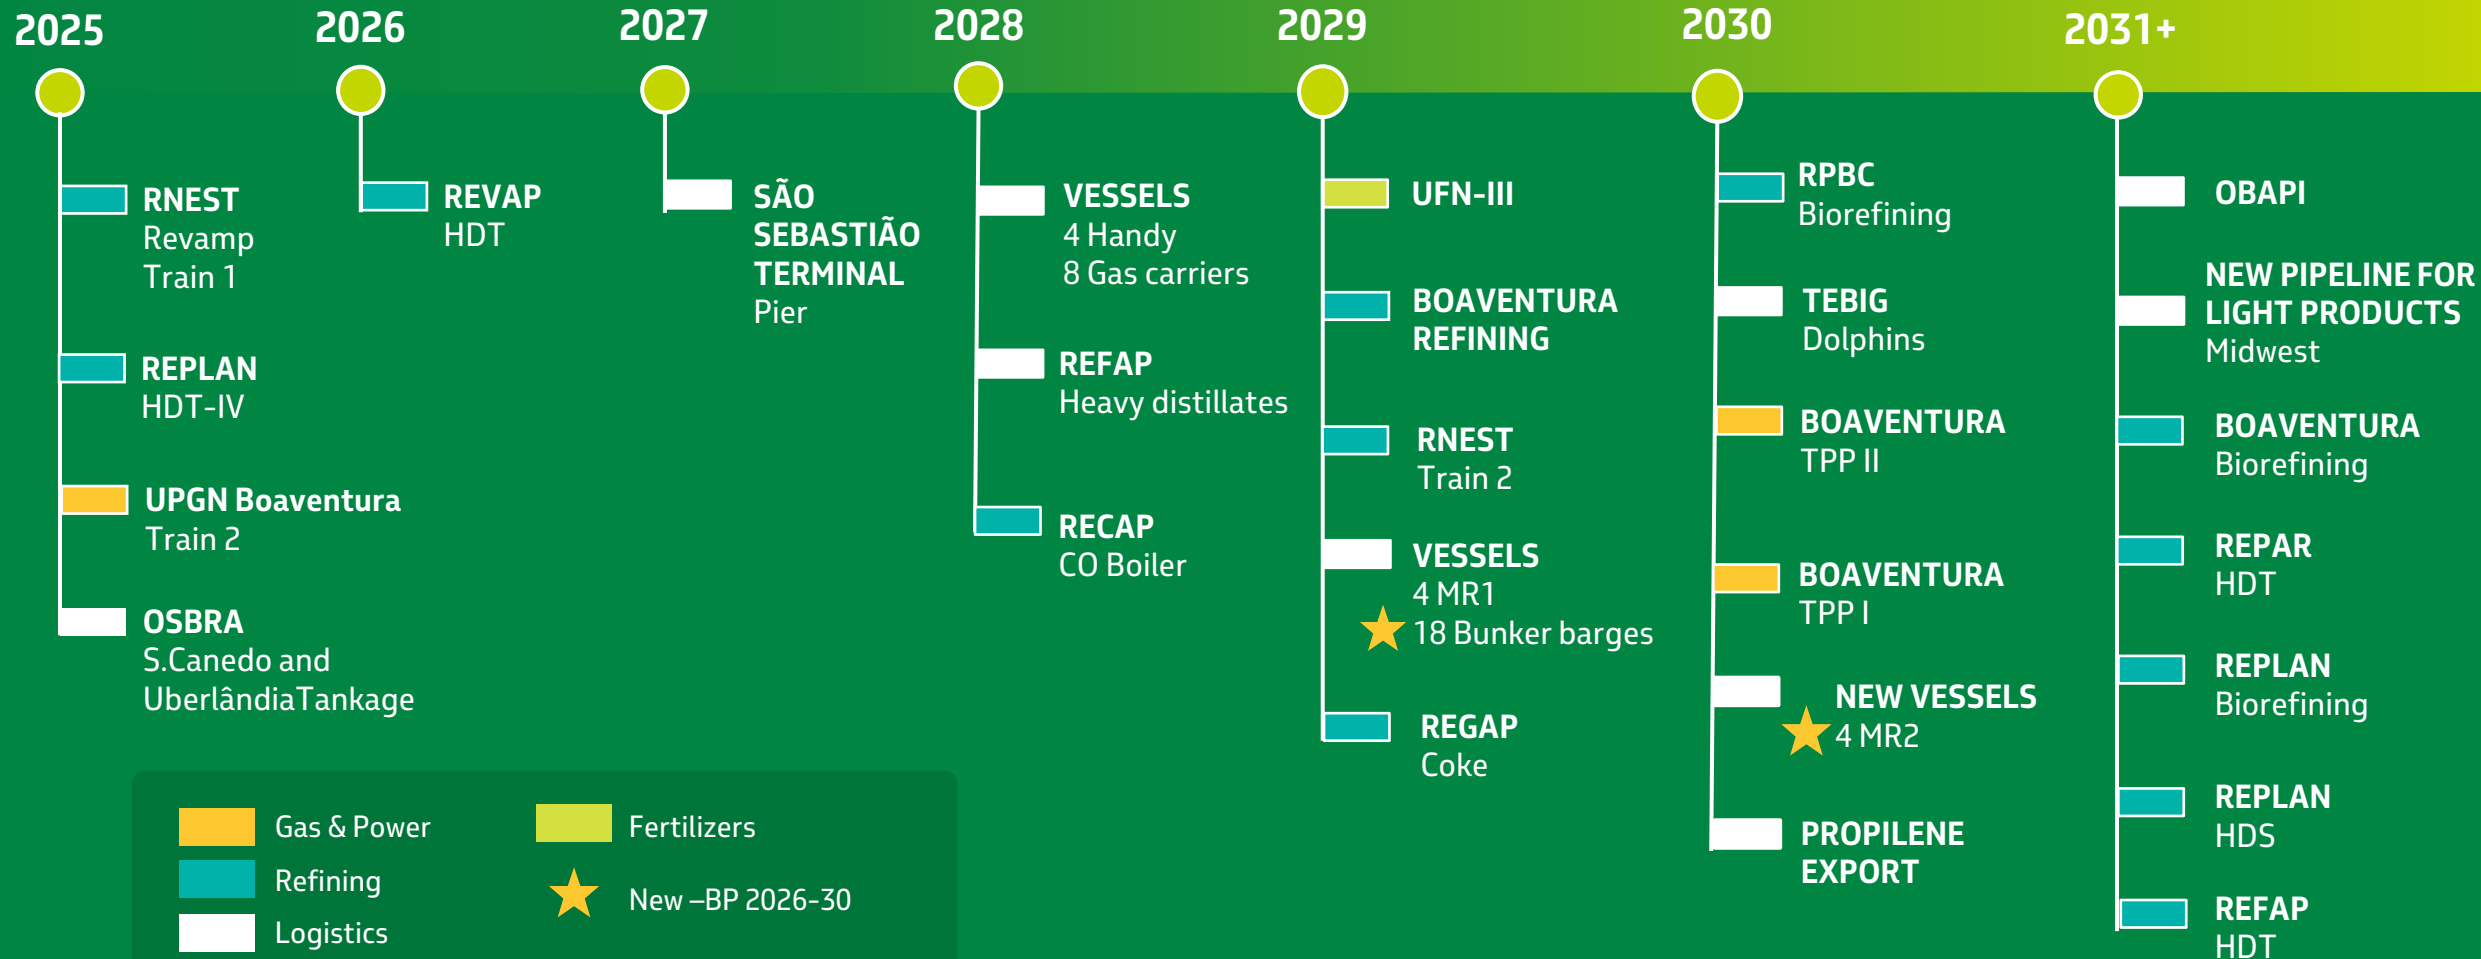 2025
2026
2027
2028
2029
2030
2031+
RNEST
Revamp
Train 1
REPLAN
HDT-IV
UPGN Boaventura
Train 2
OSBRA
S.Canedo and
UberlândiaTankage
REVAP
HDT
SÃO
SEBASTIÃO
TERMINAL
Pier
VESSELS
4 Handy
8 Gas carriers
REFAP
Heavy distillates
RECAP
CO Boiler
UFN-III
BOAVENTURA
REFINING
RNEST
Train 2
VESSELS
4 MR1
18 Bunker barges
REGAP
Coke
RPBC
Biorefining
TEBIG
Dolphins
BOAVENTURA
TPP II
BOAVENTURA
TPP I
NEW VESSELS
4 MR2
PROPILENE
EXPORT
OBAPI
NEW PIPELINE FOR
LIGHT PRODUCTS
Midwest
BOAVENTURA
Biorefining
REPAR
HDT
REPLAN
Biorefining
REPLAN
HDS
REFAP
HDT
Gas & Power
Refining
Logistics
Fertilizers
New –BP 2026-30